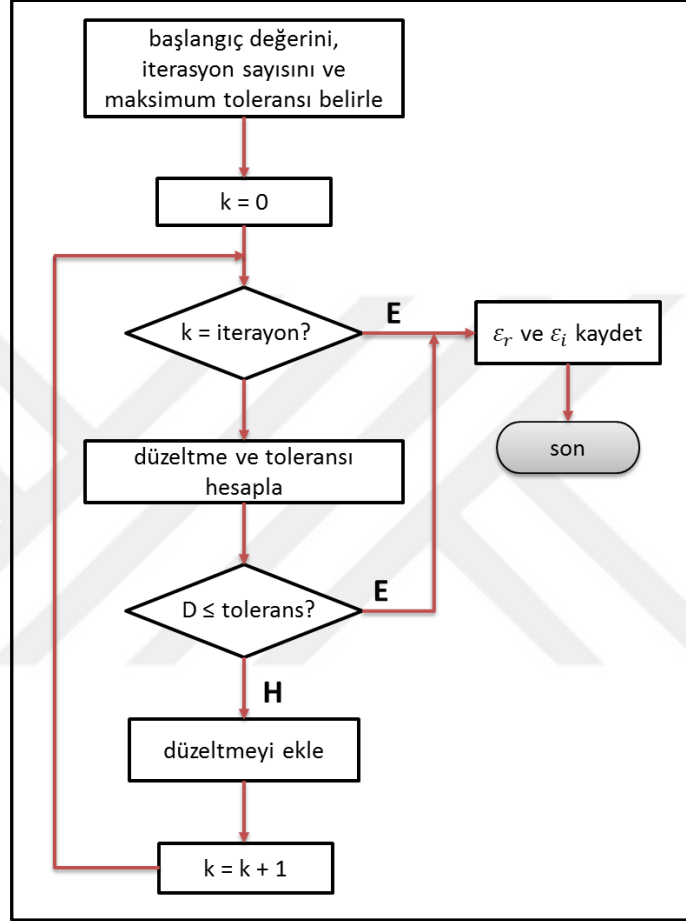 başlangıç değerini,
iterasyon sayısını ve
maksimum toleransı belirle
k = 0
k = iterayon?
E
εr ve εi kaydet
son
düzeltme ve toleransı
hesapla
D ≤ tolerans?
E
H
düzeltmeyi ekle
k = k + 1